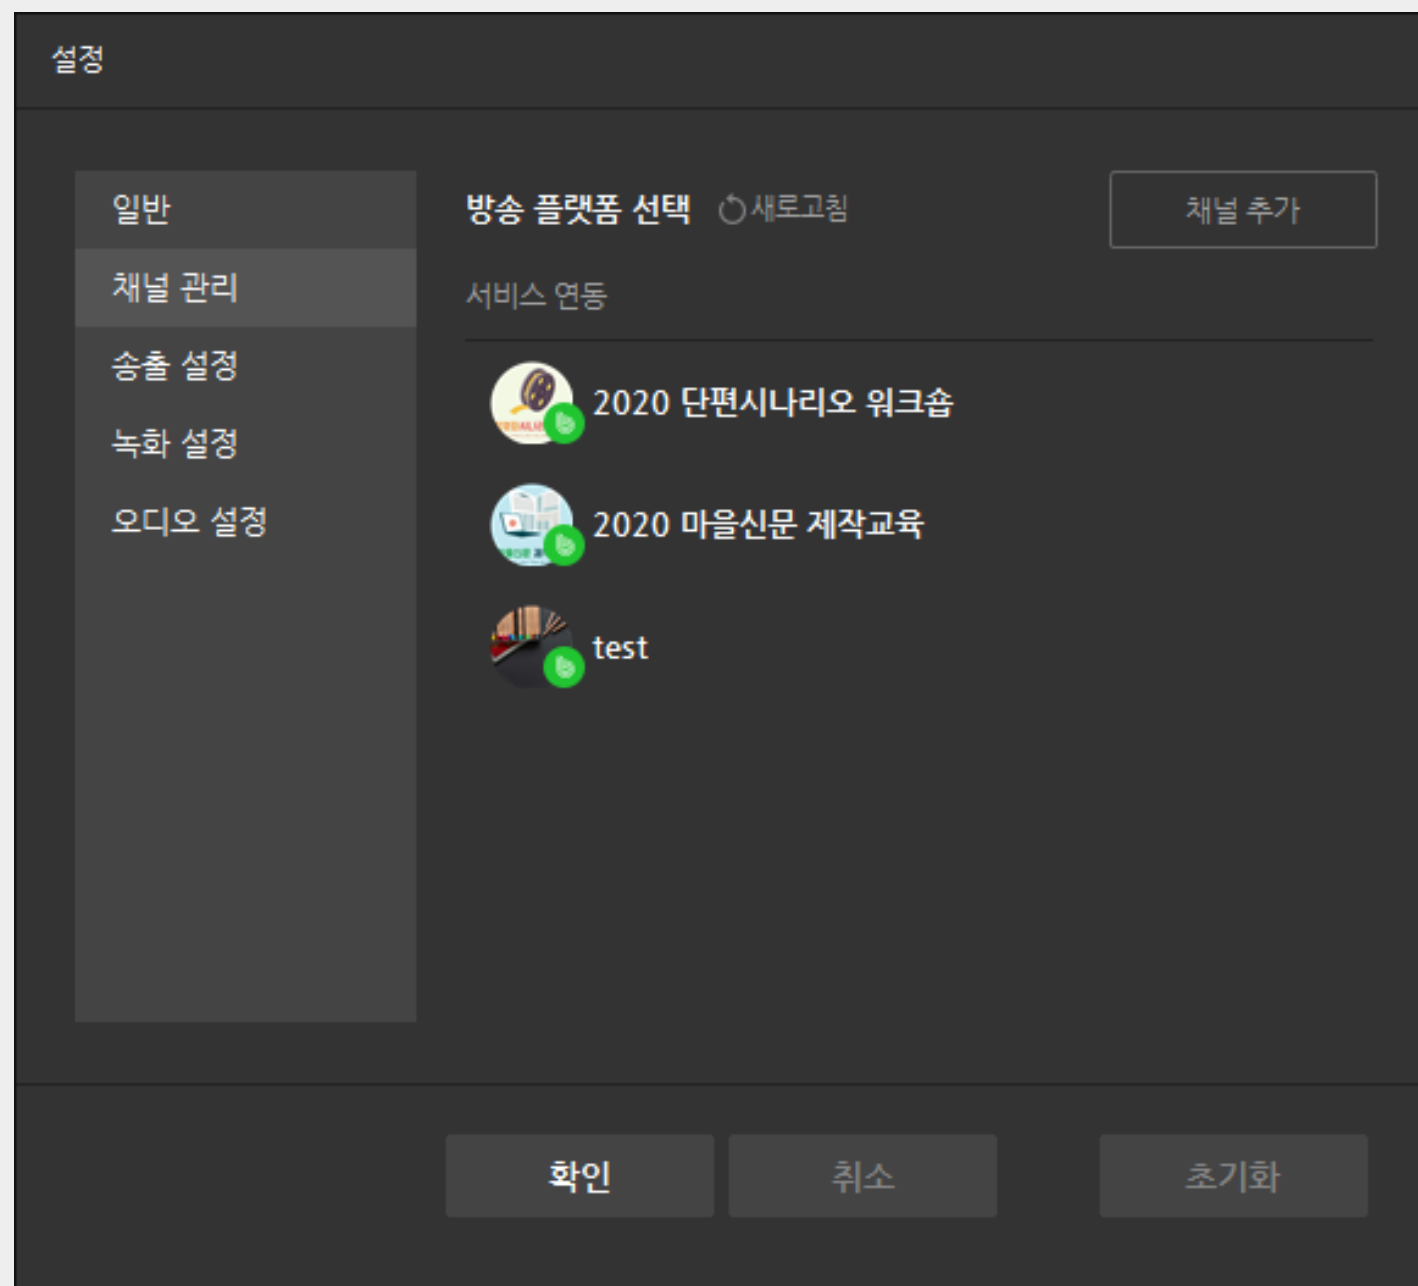 설정
일반
채널 관리
송출 설정
녹화 설정
오디오 설정
방송 플랫폼 선택 새로고침
채널 추가
서비스 연동
2020 단편시나리오 워크숍
2020 마을신문 제작교육
test
확인
취소
초기화